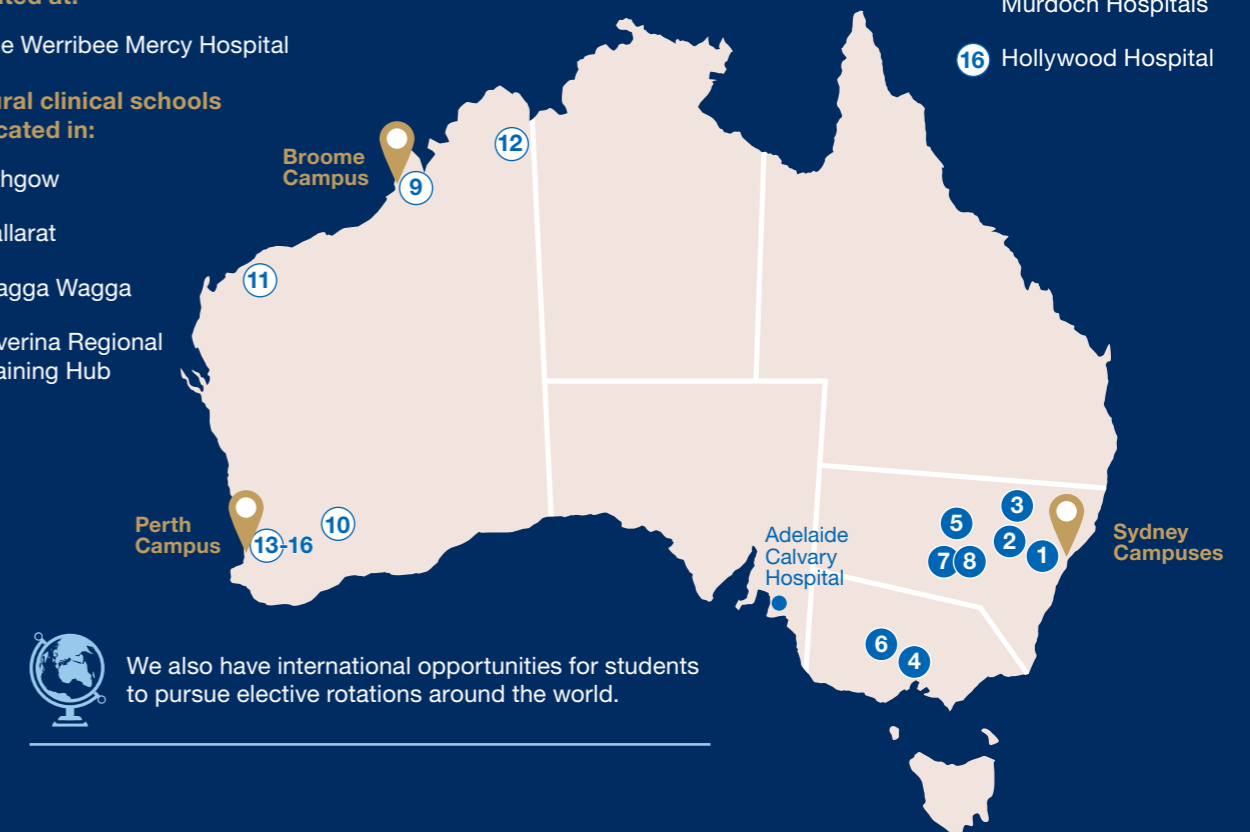 ted at:
e Werribee Mercy Hospital
ural clinical schools
cated in:
hgow
allarat
agga Wagga
verina Regional
aining Hub
Murdoch Hospitals
16 Hollywood Hospital
Broome
Campus
12
9
11
Perth
Campus
13-16
10
Adelaide
Calvary
Hospital
3
5
2
1
7
8
6
4
Sydney
Campuses
We also have international opportunities for students
to pursue elective rotations around the world.